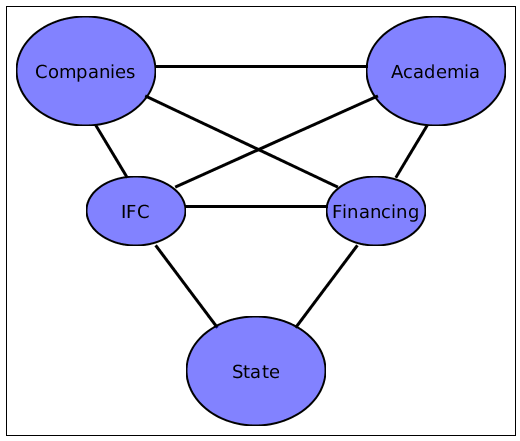 Companies
Academia
IFC
Financing
State